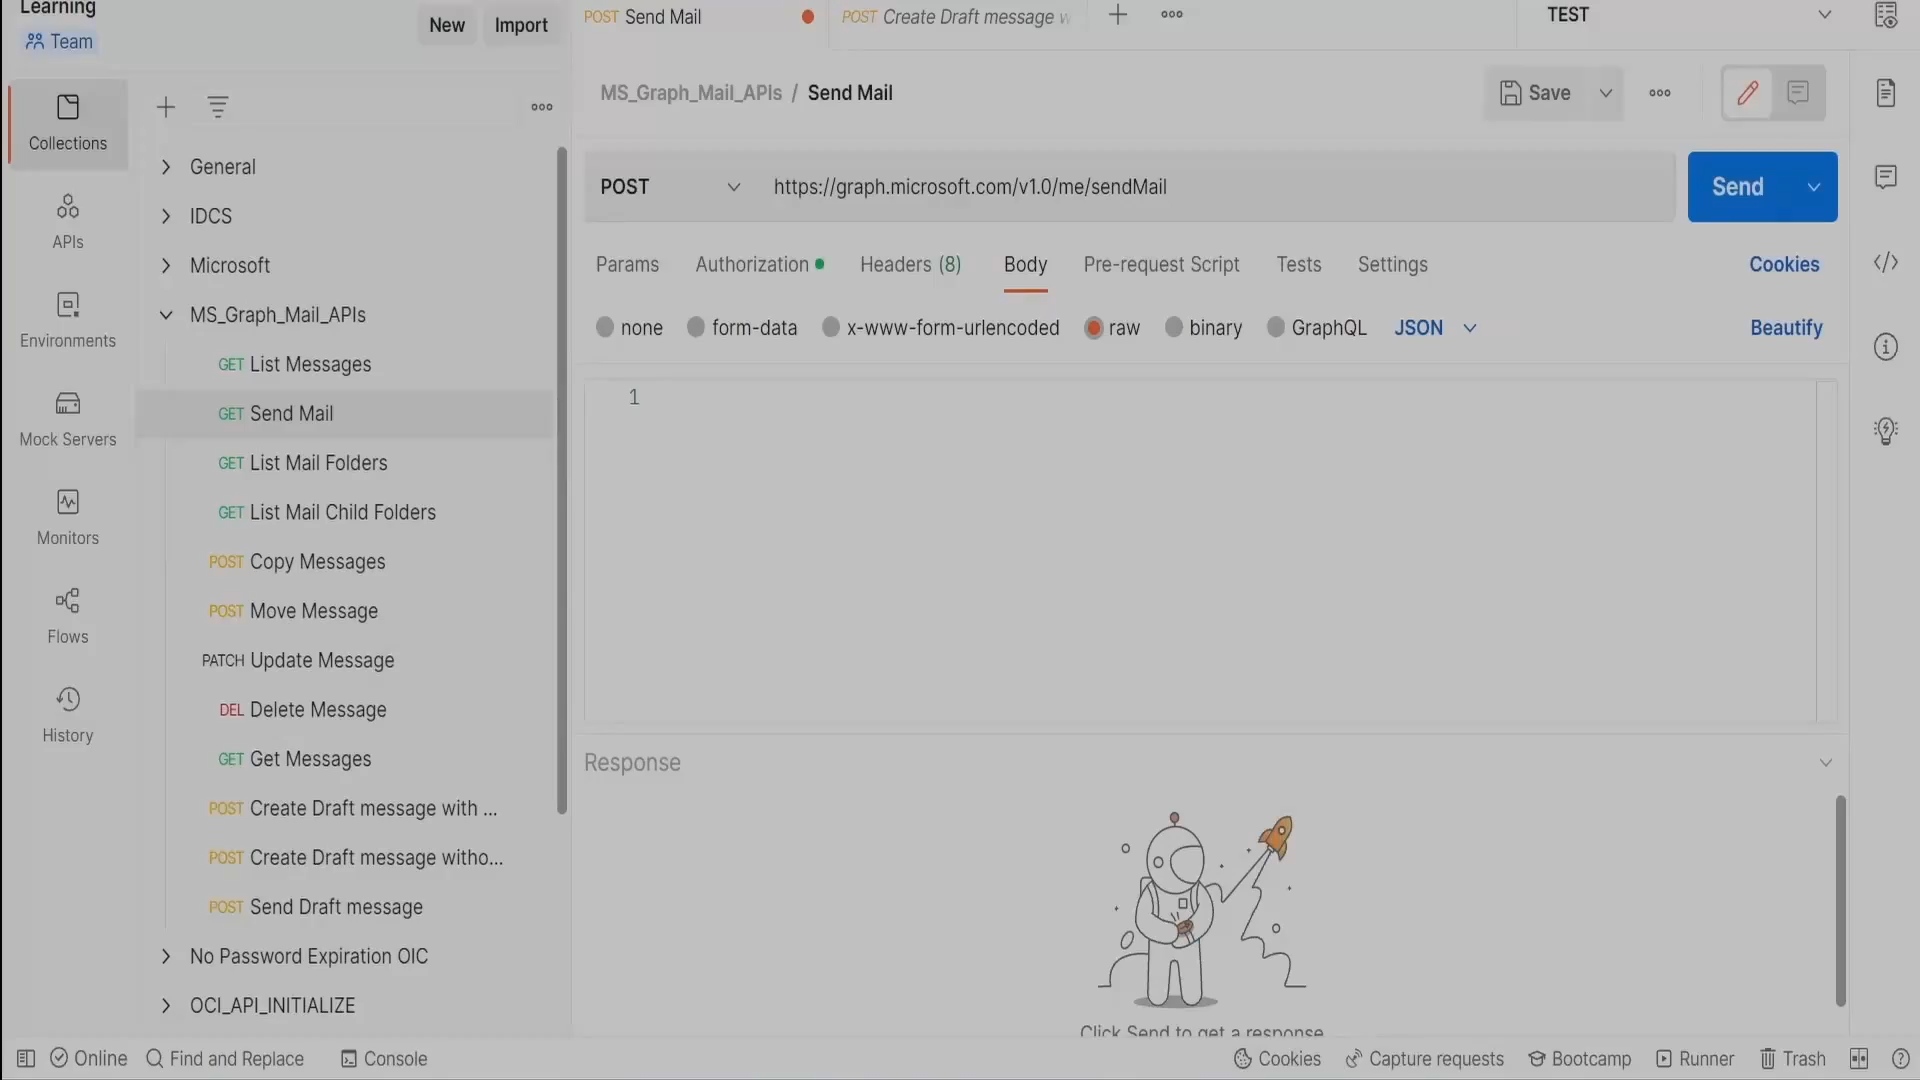 Learning
Team
New
Import
POST Send Mail
POST Create Draft message w
TEST
Collections
APIs
Environments
Mock Servers
Monitors
Flows
History
General
IDCS
Microsoft
MS_Graph_Mail_APIs
GET List Messages
GET Send Mail
GET List Mail Folders
GET List Mail Child Folders
POST Copy Messages
POST Move Message
PATCH Update Message
DEL Delete Message
GET Get Messages
POST Create Draft message with ...
POST Create Draft message witho...
POST Send Draft message
No Password Expiration OIC
OCI_API_INITIALIZE
MS_Graph_Mail_APIs / Send Mail
Save
POST https://graph.microsoft.com/v1.0/me/sendMail
Send
Params Authorization Headers (8) Body Pre-request Script Tests Settings Cookies
none form-data x-www-form-urlencoded raw binary GraphQL JSON Beautify
1
Response
Click Send to get a response
Online Find and Replace Console Cookies Capture requests Bootcamp Runner Trash